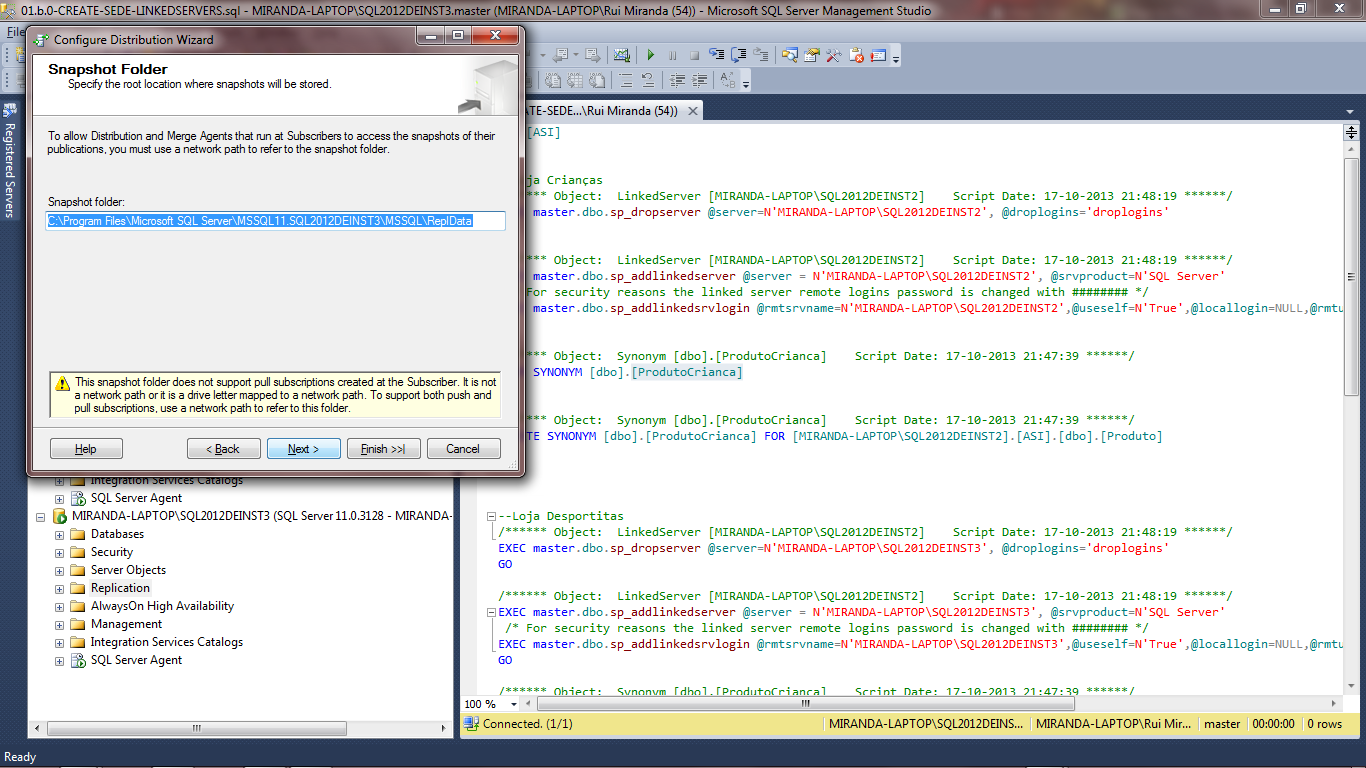 01.b.0-CREATE-SEDE-LINKEDSERVERS.sql - MIRANDA-LAPTOP\SQL2012DEINST3.master (MIRANDA-LAPTOP\Rui Miranda (54)) - Microsoft SQL Server Management Studio
File
Configure Distribution Wizard
Snapshot Folder
Specify the root location where snapshots will be stored.
To allow Distribution and Merge Agents that run at Subscribers to access the snapshots of their
publications, you must use a network path to refer to the snapshot folder.
Snapshot folder:
C:\Program Files\Microsoft SQL Server\MSSQL11.SQL2012DEINST3\MSSQL\ReplData
This snapshot folder does not support pull subscriptions created at the Subscriber. It is not
a network path or it is a drive letter mapped to a network path. To support both push and
pull subscriptions, use a network path to refer to this folder.
Help
< Back
Next >
Finish >>|
Cancel
Registered Servers
Integration Services Catalogs
SQL Server Agent
MIRANDA-LAPTOP\SQL2012DEINST3 (SQL Server 11.0.3128 - MIRANDA-
Databases
Security
Server Objects
Replication
AlwaysOn High Availability
Management
Integration Services Catalogs
SQL Server Agent
ATE-SEDE...\Rui Miranda (54))
[ASI]
ja Crianças
*** Object:  LinkedServer [MIRANDA-LAPTOP\SQL2012DEINST2]    Script Date: 17-10-2013 21:48:19 ******/
master.dbo.sp_dropserver @server=N'MIRANDA-LAPTOP\SQL2012DEINST2', @droplogins='droplogins'
*** Object:  LinkedServer [MIRANDA-LAPTOP\SQL2012DEINST2]    Script Date: 17-10-2013 21:48:19 ******/
master.dbo.sp_addlinkedserver @server = N'MIRANDA-LAPTOP\SQL2012DEINST2', @srvproduct=N'SQL Server'
For security reasons the linked server remote logins password is changed with ######## */
master.dbo.sp_addlinkedsrvlogin @rmtsrvname=N'MIRANDA-LAPTOP\SQL2012DEINST2',@useself=N'True',@locallogin=NULL,@rmtu
*** Object:  Synonym [dbo].[ProdutoCrianca]    Script Date: 17-10-2013 21:47:39 ******/
SYNONYM [dbo].[ProdutoCrianca]
*** Object:  Synonym [dbo].[ProdutoCrianca]    Script Date: 17-10-2013 21:47:39 ******/
TE SYNONYM [dbo].[ProdutoCrianca] FOR [MIRANDA-LAPTOP\SQL2012DEINST2].[ASI].[dbo].[Produto]
--Loja Desportitas
/****** Object:  LinkedServer [MIRANDA-LAPTOP\SQL2012DEINST2]    Script Date: 17-10-2013 21:48:19 ******/
EXEC master.dbo.sp_dropserver @server=N'MIRANDA-LAPTOP\SQL2012DEINST3', @droplogins='droplogins'
GO
/****** Object:  LinkedServer [MIRANDA-LAPTOP\SQL2012DEINST2]    Script Date: 17-10-2013 21:48:19 ******/
EXEC master.dbo.sp_addlinkedserver @server = N'MIRANDA-LAPTOP\SQL2012DEINST3', @srvproduct=N'SQL Server'
/* For security reasons the linked server remote logins password is changed with ######## */
EXEC master.dbo.sp_addlinkedsrvlogin @rmtsrvname=N'MIRANDA-LAPTOP\SQL2012DEINST3',@useself=N'True',@locallogin=NULL,@rmtu
GO
/****** Object:  Synonym [dbo].[ProdutoCrianca]    Script Date: 17-10-2013 21:47:39 ******/
100 %
Connected. (1/1)
MIRANDA-LAPTOP\SQL2012DEINS...
MIRANDA-LAPTOP\Rui Mir...
master
00:00:00
0 rows
Ready